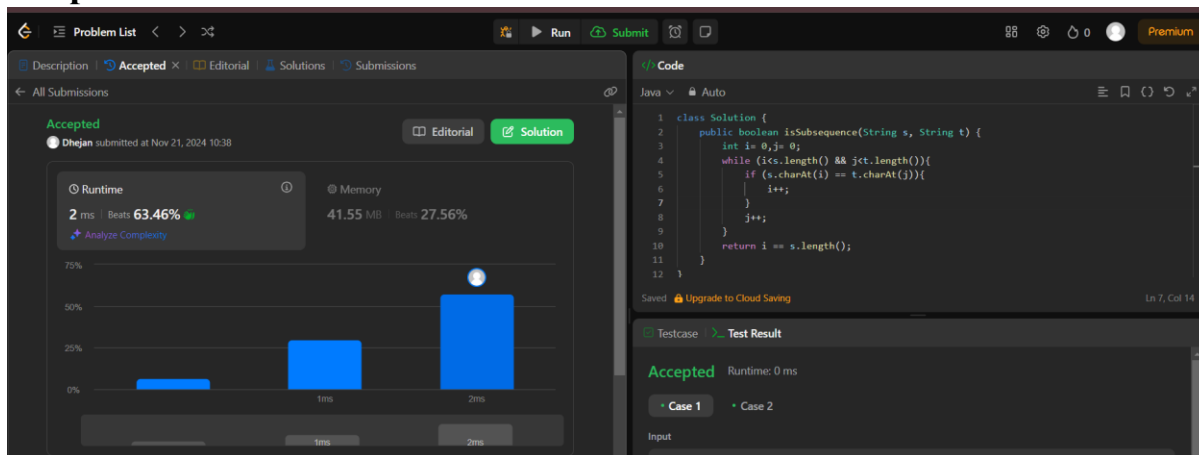 Problem List
Run
Submit
0
Premium
Description
Accepted
Editorial
Solutions
Submissions
All Submissions
Accepted
Dhejan submitted at Nov 21, 2024 10:38
Editorial
Solution
Runtime
2 ms Beats 63.46%
Analyze Complexity
Memory
41.55 MB Beats 27.56%
75%
50%
25%
0%
1ms
2ms
1ms
2ms
</> Code
Java
Auto
1 class Solution {
2 public boolean isSubsequence(String s, String t) {
3 int i= 0,j= 0;
4 while (i<s.length() && j<t.length()){
5 if (s.charAt(i) == t.charAt(j)){
6 i++;
7 }
8 j++;
9 }
10 return i == s.length();
11 }
12 }
Saved Upgrade to Cloud Saving
Ln 7, Col 14
Testcase
>_ Test Result
Accepted Runtime: 0 ms
• Case 1
• Case 2
Input